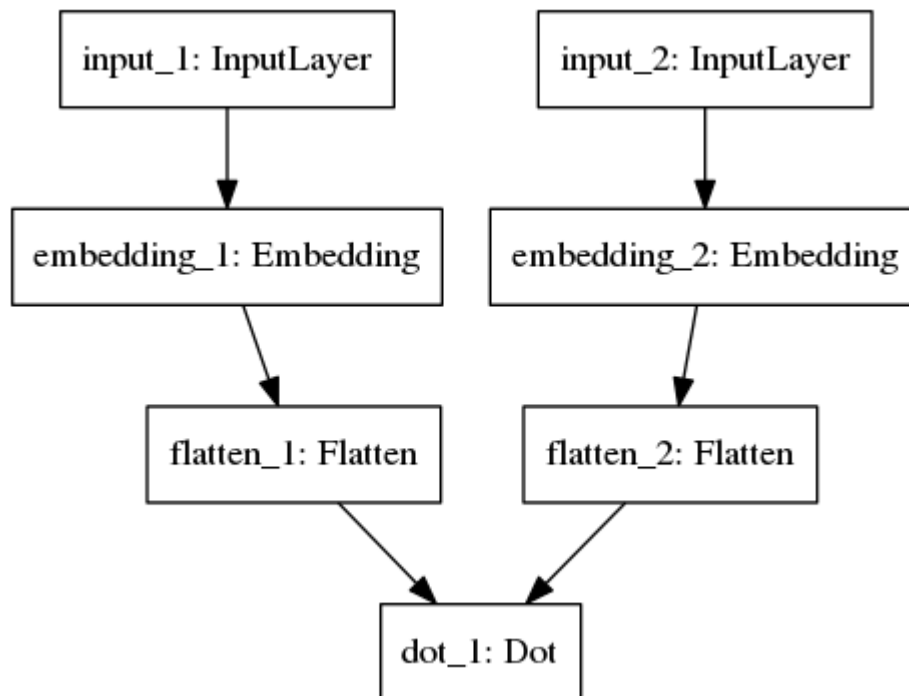 input_1: InputLayer
input_2: InputLayer
embedding_1: Embedding
embedding_2: Embedding
flatten_1: Flatten
flatten_2: Flatten
dot_1: Dot